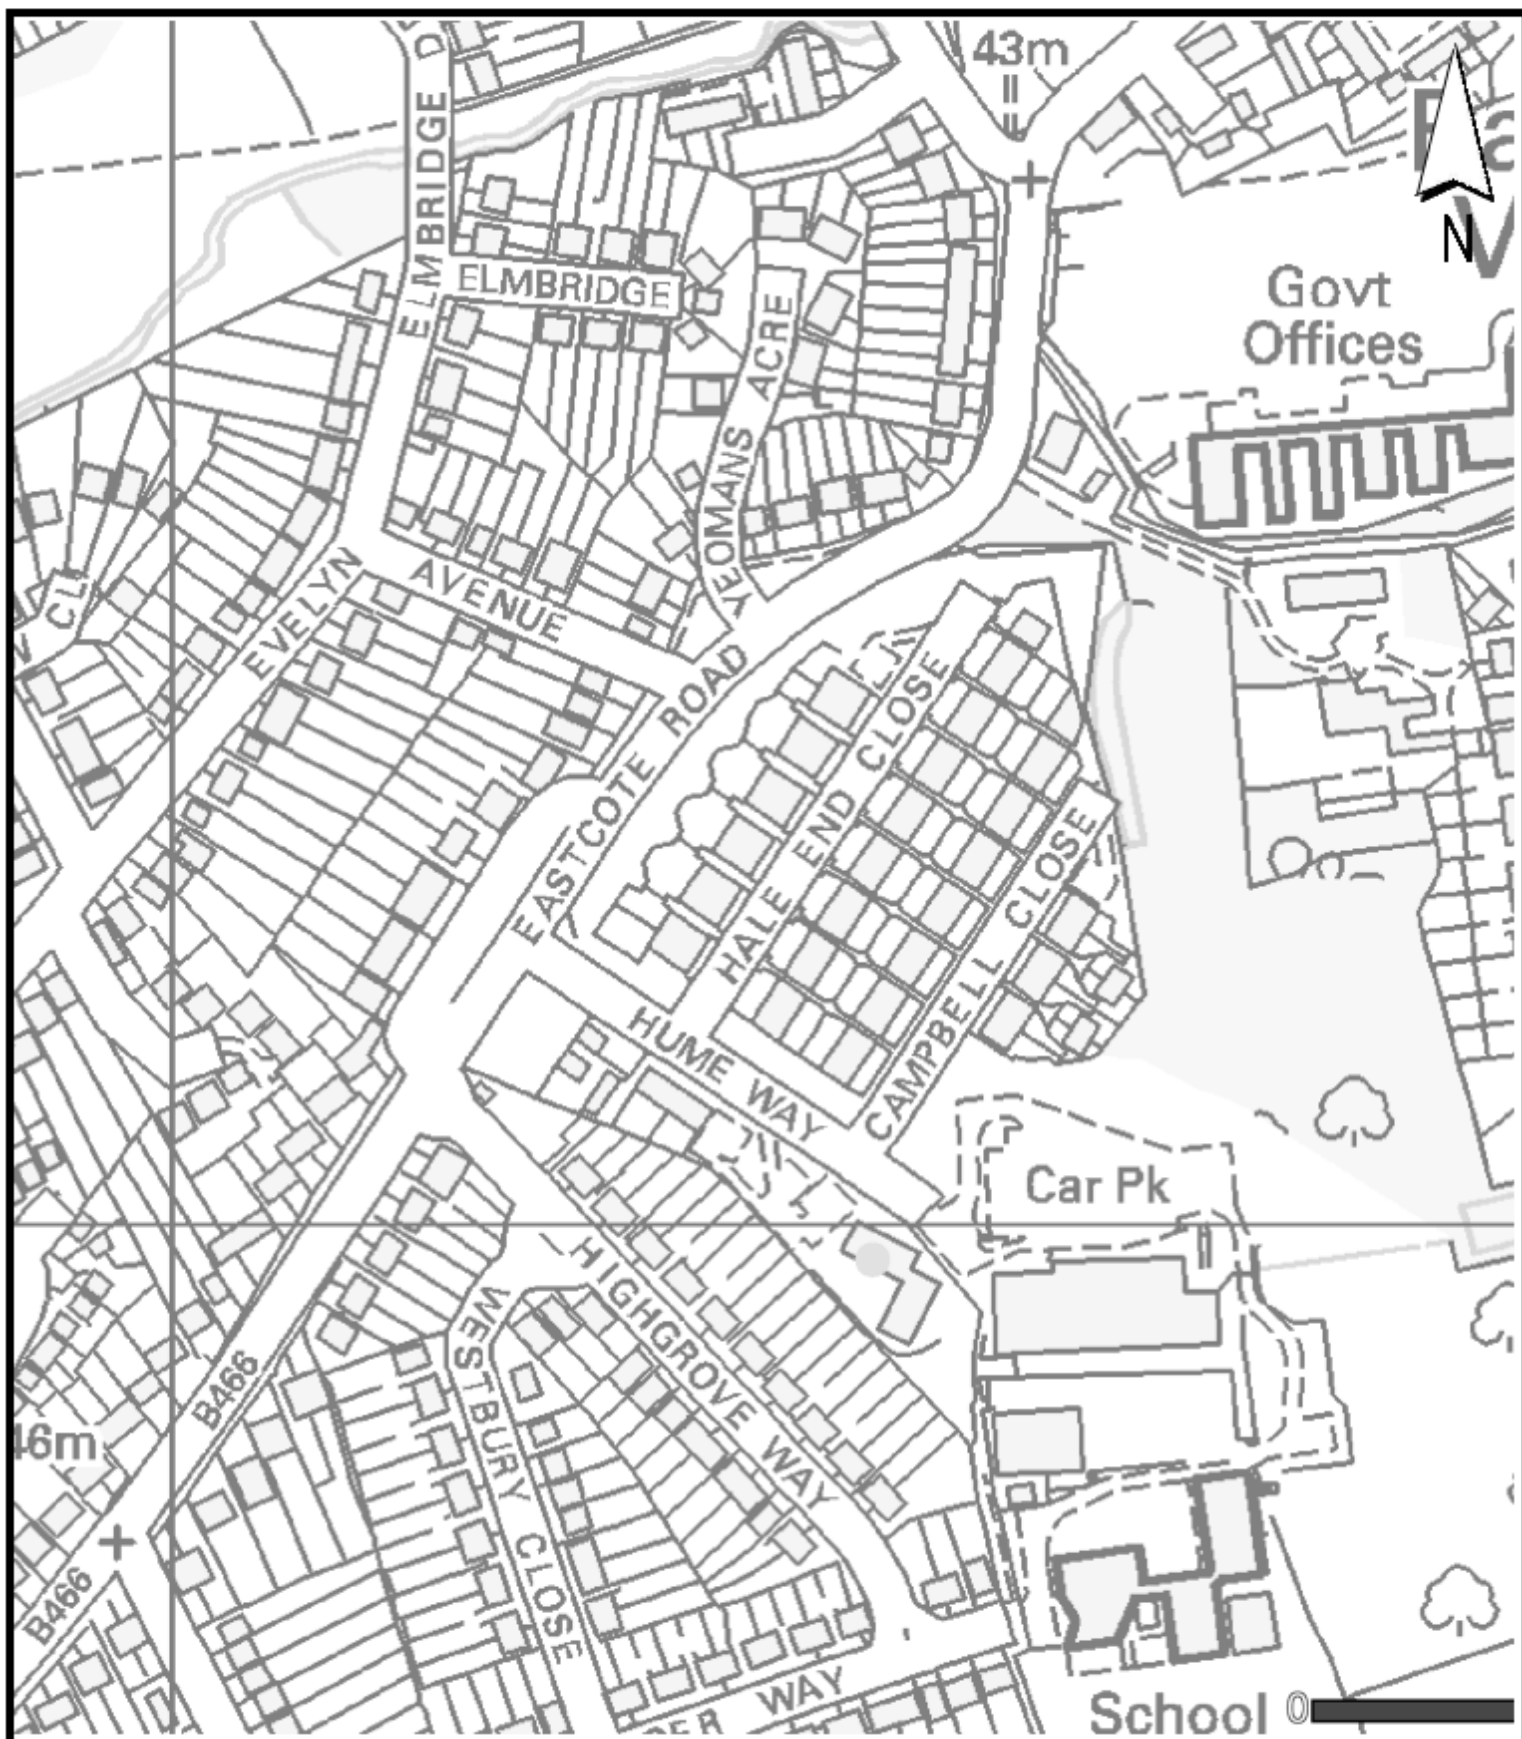 43m
ELMBRIDGE D
N
Govt
Offices
ELMBRIDGE
YEOMANS ACRE
CL
EVELYN
AVENUE
EASTCOTE ROAD
HALE END CLOSE
CAMPBELL CLOSE
HUME WAY
Car Pk
HIGHGROVE WAY
WESTBURY CLOSE
B466
46m
B466
DER WAY
School
0